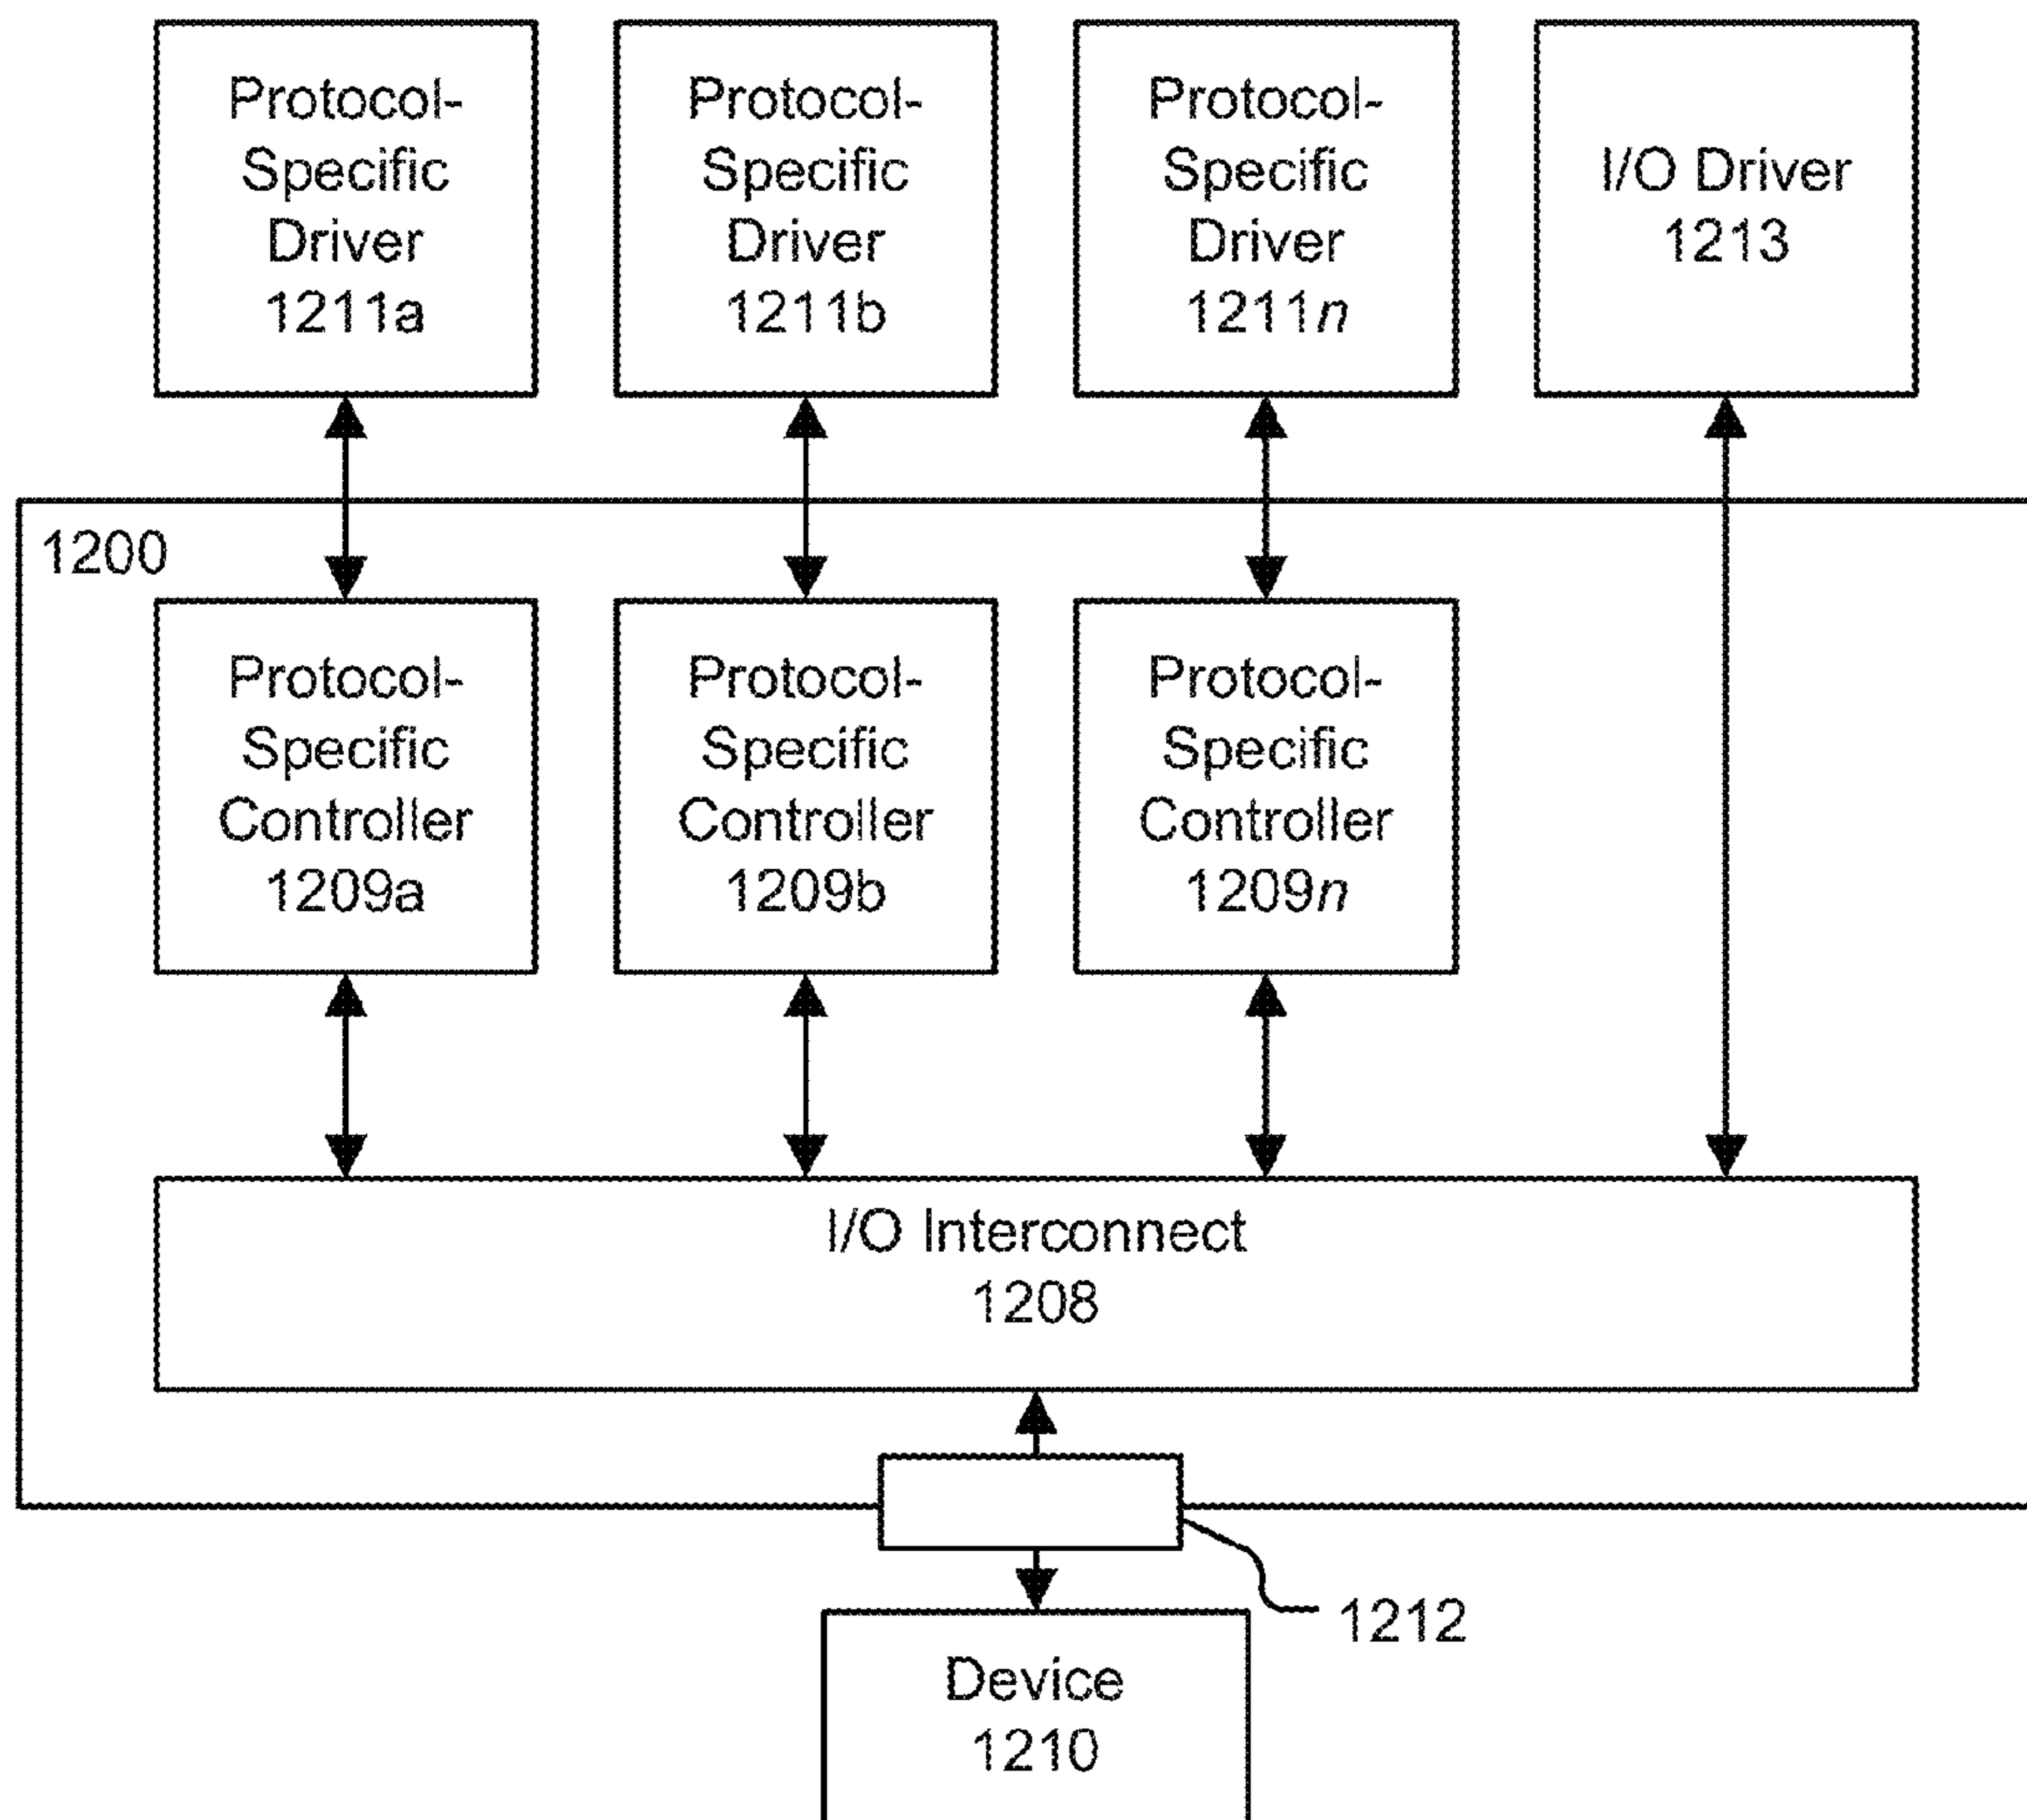 Protocol-
Specific
Driver
1211a
Protocol-
Specific
Driver
1211b
Protocol-
Specific
Driver
1211n
I/O Driver
1213
1200
Protocol-
Specific
Controller
1209a
Protocol-
Specific
Controller
1209b
Protocol-
Specific
Controller
1209n
I/O Interconnect
1208
1212
Device
1210